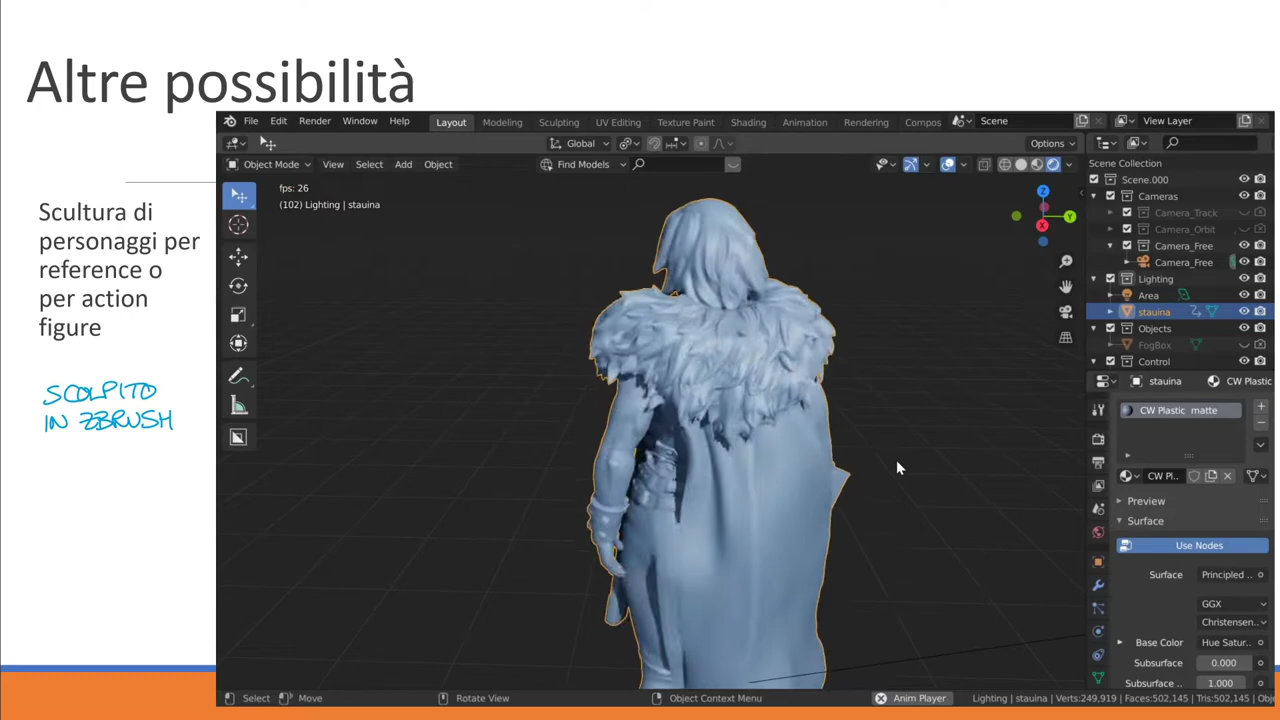 Altre possibilità
Scultura di
personaggi per
reference o
per action
figure
SCOLPITO
IN ZBRUSH
File Edit Render Window Help Layout Modeling Sculpting UV Editing Texture Paint Shading Animation Rendering Compos Scene View Layer
Global Options
Object Mode View Select Add Object Find Models
fps: 26
(102) Lighting | stauina
Z
Y
X
Scene Collection
Scene.000
Cameras
Camera_Track
Camera_Orbit
Camera_Free
Camera_Free
Lighting
Area
stauina
Objects
FogBox
Control
stauina CW Plastic
CW Plastic matte
CW Pl..
Preview
Surface
Use Nodes
Surface Principled ..
GGX
Christensen..
Base Color Hue Satur..
Subsurface 0.000
Subsurface .. 1.000
Select Move Rotate View Object Context Menu Anim Player Lighting | stauina | Verts:249,919 | Faces:502,145 | Tris:502,145 | Obje